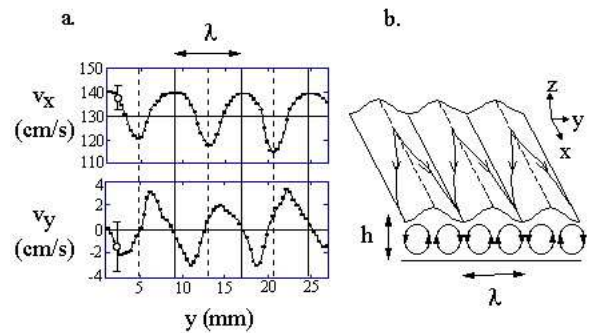 a.
λ
b.
150
140
v_x
(cm/s)
130
120
110
4
2
v_y
(cm/s)
0
-2
-4
0
5
10
15
20
25
y (mm)
z
y
x
h
λ